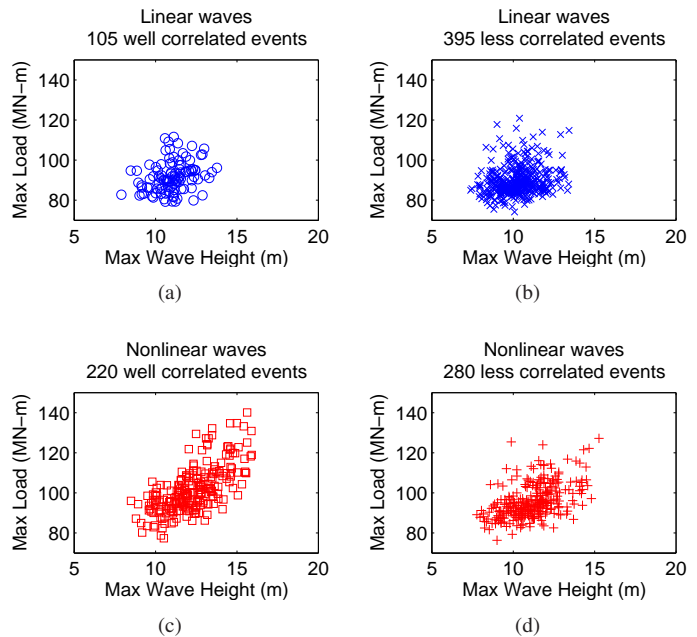 Linear waves
105 well correlated events
140
120
100
80
5
10
15
20
Max Load (MN−m)
Max Wave Height (m)
(a)
Linear waves
395 less correlated events
140
120
100
80
5
10
15
20
Max Load (MN−m)
Max Wave Height (m)
(b)
Nonlinear waves
220 well correlated events
140
120
100
80
5
10
15
20
Max Load (MN−m)
Max Wave Height (m)
(c)
Nonlinear waves
280 less correlated events
140
120
100
80
5
10
15
20
Max Load (MN−m)
Max Wave Height (m)
(d)